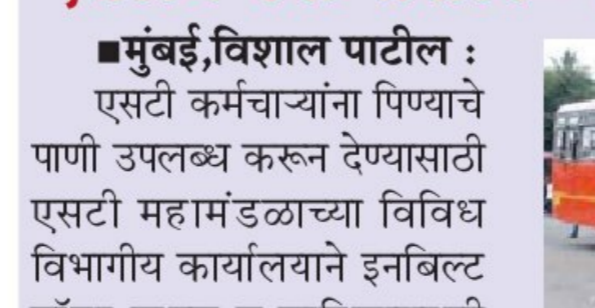 ■मुंबई,विशाल पाटील :
एसटी कर्मचाऱ्यांना पिण्याचे
पाणी उपलब्ध करून देण्यासाठी
एसटी महामंडळाच्या विविध
विभागीय कार्यालयाने इनबिल्ट